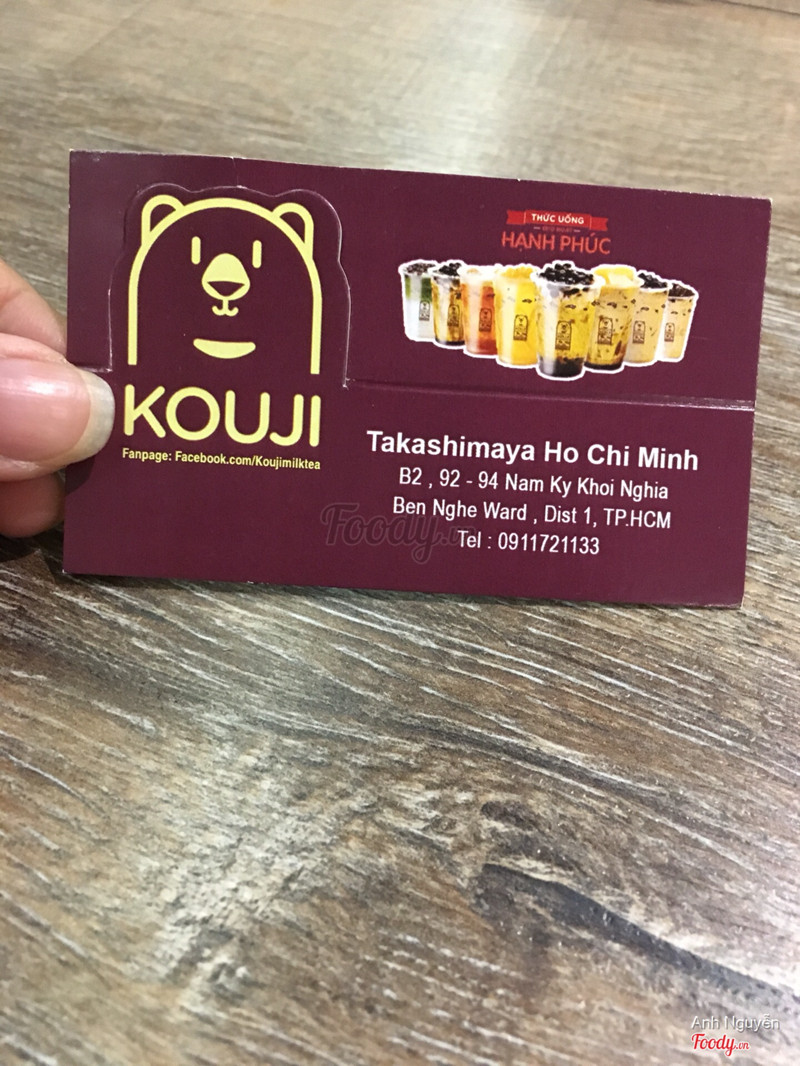 KOUJI
Fanpage: Facebook.com/Koujimilktea
THỨC UỐNG
HẠNH PHÚC
Takashimaya Ho Chi Minh
B2 , 92 - 94 Nam Ky Khoi Nghia
Ben Nghe Ward , Dist 1, TP.HCM
Tel : 0911721133
Foody.vn
Anh Nguyễn
Foody.vn